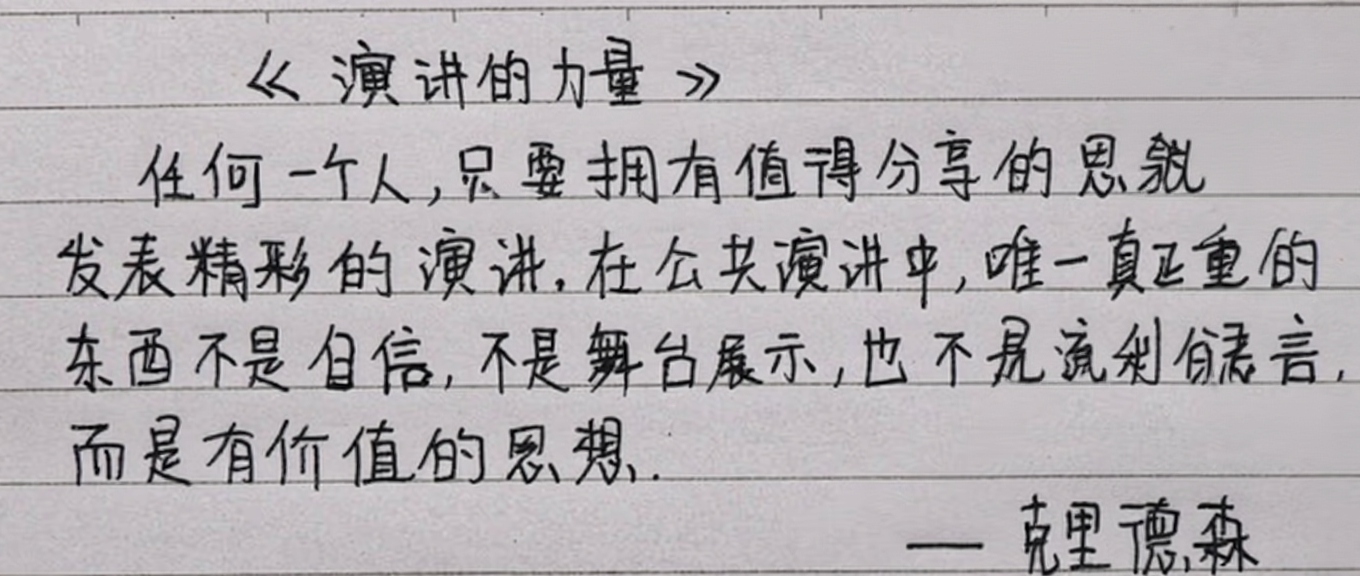 《演讲的力量》
任何一个人,只要拥有值得分享的思
发表精彩的演讲.在公共演讲中,唯一真正重的
东西不是自信,不是舞台展示,也不是流利言,
而是有价值的思想.
— 克里德森